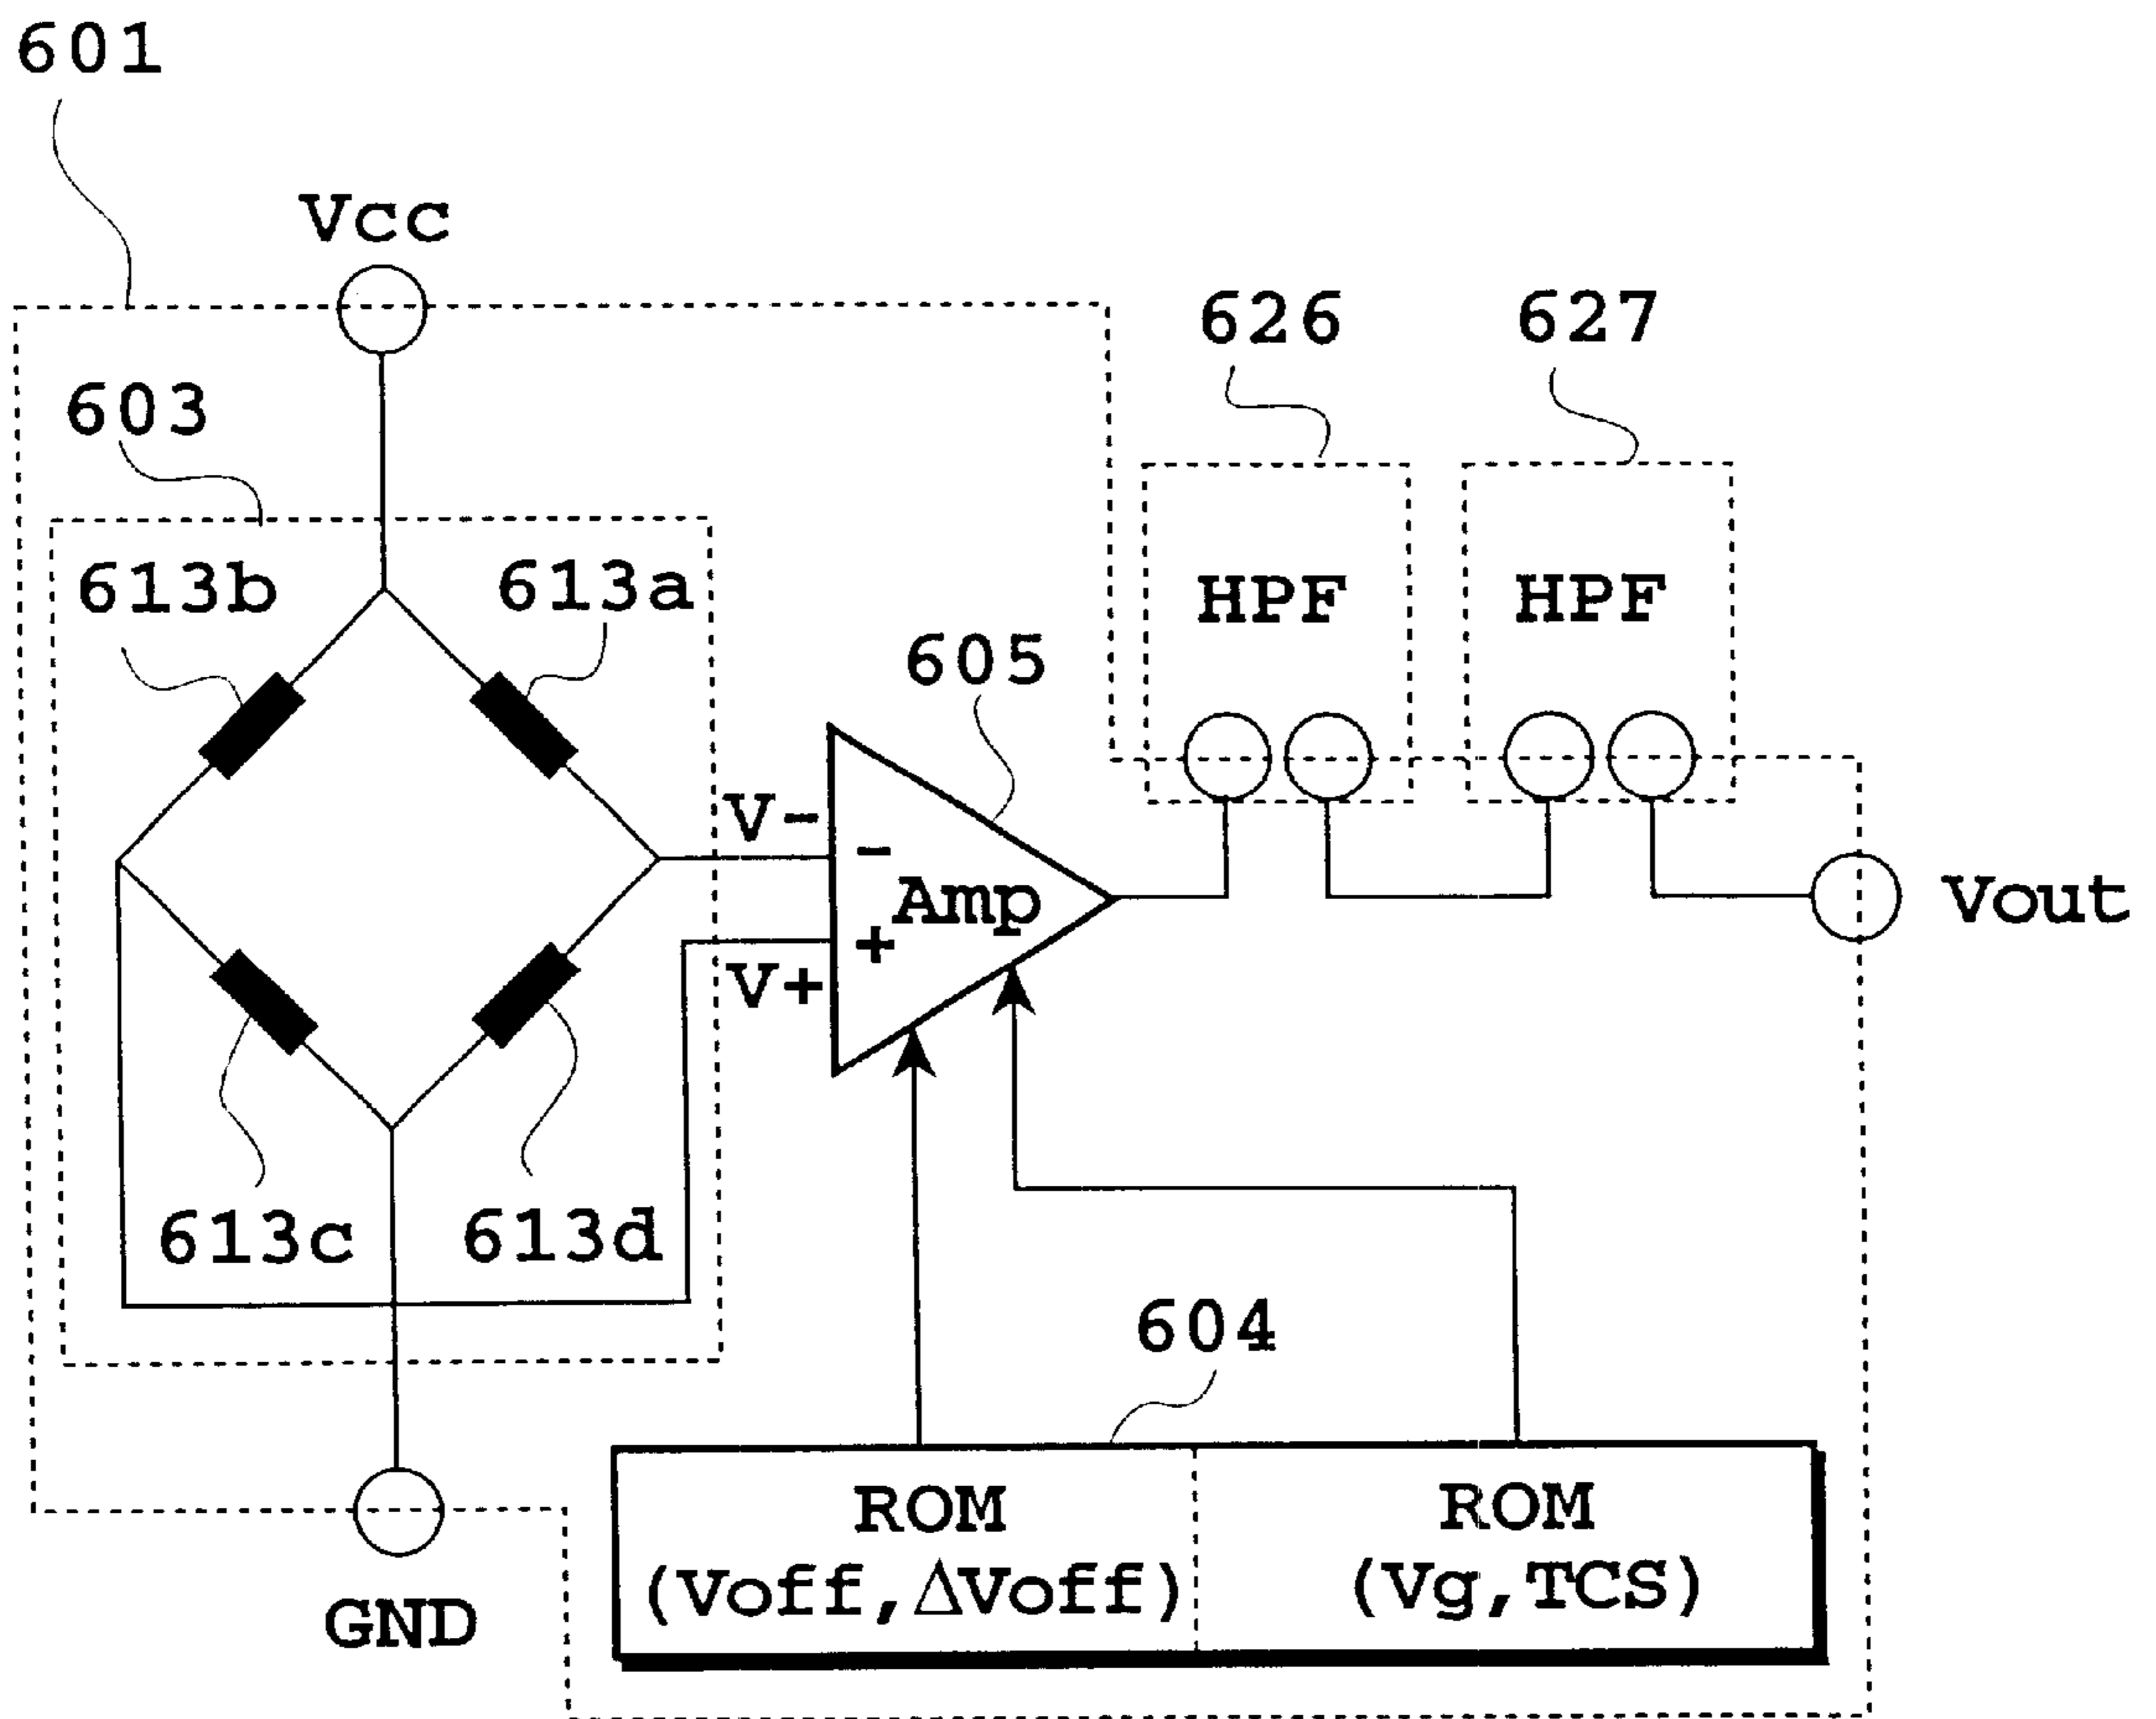 601
Vcc
626
627
603
613b
613a
HPF
HPF
605
V-
-
Amp
+
V+
Vout
613c
613d
604
ROM
(Voff,ΔVoff)
ROM
(Vg,TCS)
GND